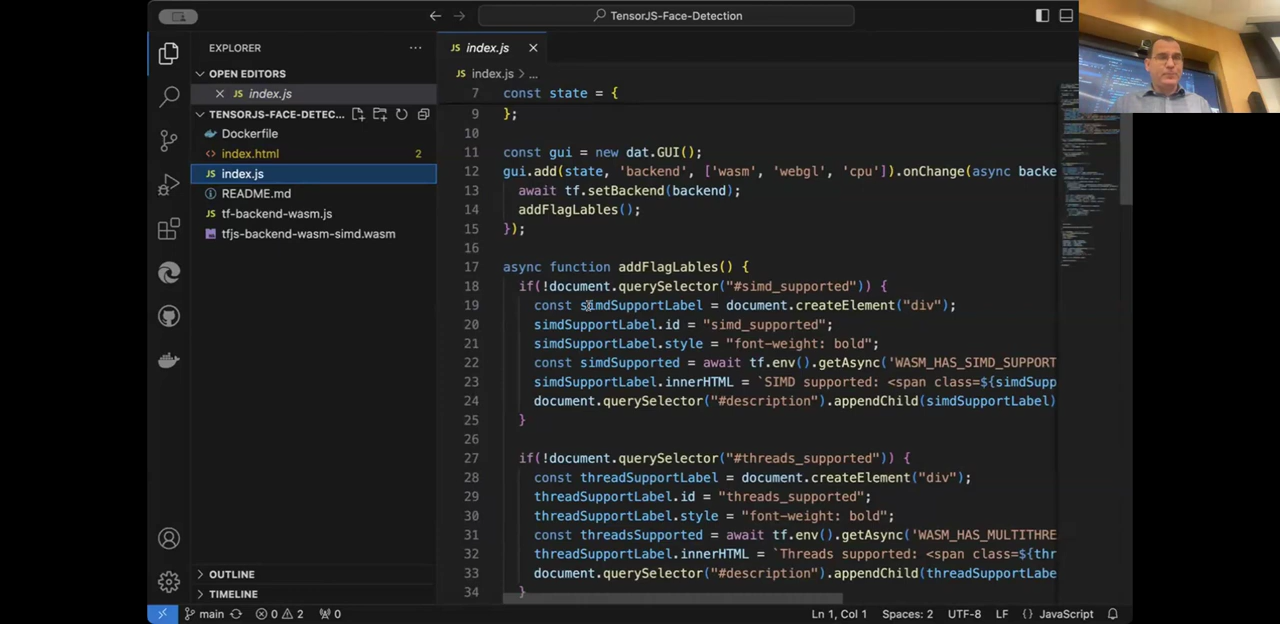 TensorJS-Face-Detection
EXPLORER
OPEN EDITORS
JS index.js
TENSORJS-FACE-DETEC...
Dockerfile
index.html 2
JS index.js
README.md
JS tf-backend-wasm.js
tfjs-backend-wasm-simd.wasm
OUTLINE
TIMELINE
JS index.js
JS index.js > ...
7 const state = {
9 };
10
11 const gui = new dat.GUI();
12 gui.add(state, 'backend', ['wasm', 'webgl', 'cpu']).onChange(async backe
13 await tf.setBackend(backend);
14 addFlagLables();
15 });
16
17 async function addFlagLables() {
18 if(!document.querySelector("#simd_supported")) {
19 const simdSupportLabel = document.createElement("div");
20 simdSupportLabel.id = "simd_supported";
21 simdSupportLabel.style = "font-weight: bold";
22 const simdSupported = await tf.env().getAsync('WASM_HAS_SIMD_SUPPORT
23 simdSupportLabel.innerHTML = `SIMD supported: <span class=${simdSupp
24 document.querySelector("#description").appendChild(simdSupportLabel)
25 }
26
27 if(!document.querySelector("#threads_supported")) {
28 const threadSupportLabel = document.createElement("div");
29 threadSupportLabel.id = "threads_supported";
30 threadSupportLabel.style = "font-weight: bold";
31 const threadsSupported = await tf.env().getAsync('WASM_HAS_MULTITHRE
32 threadSupportLabel.innerHTML = `Threads supported: <span class=${thr
33 document.querySelector("#description").appendChild(threadSupportLabe
34 }
main 0 2 0 Ln 1, Col 1 Spaces: 2 UTF-8 LF {} JavaScript